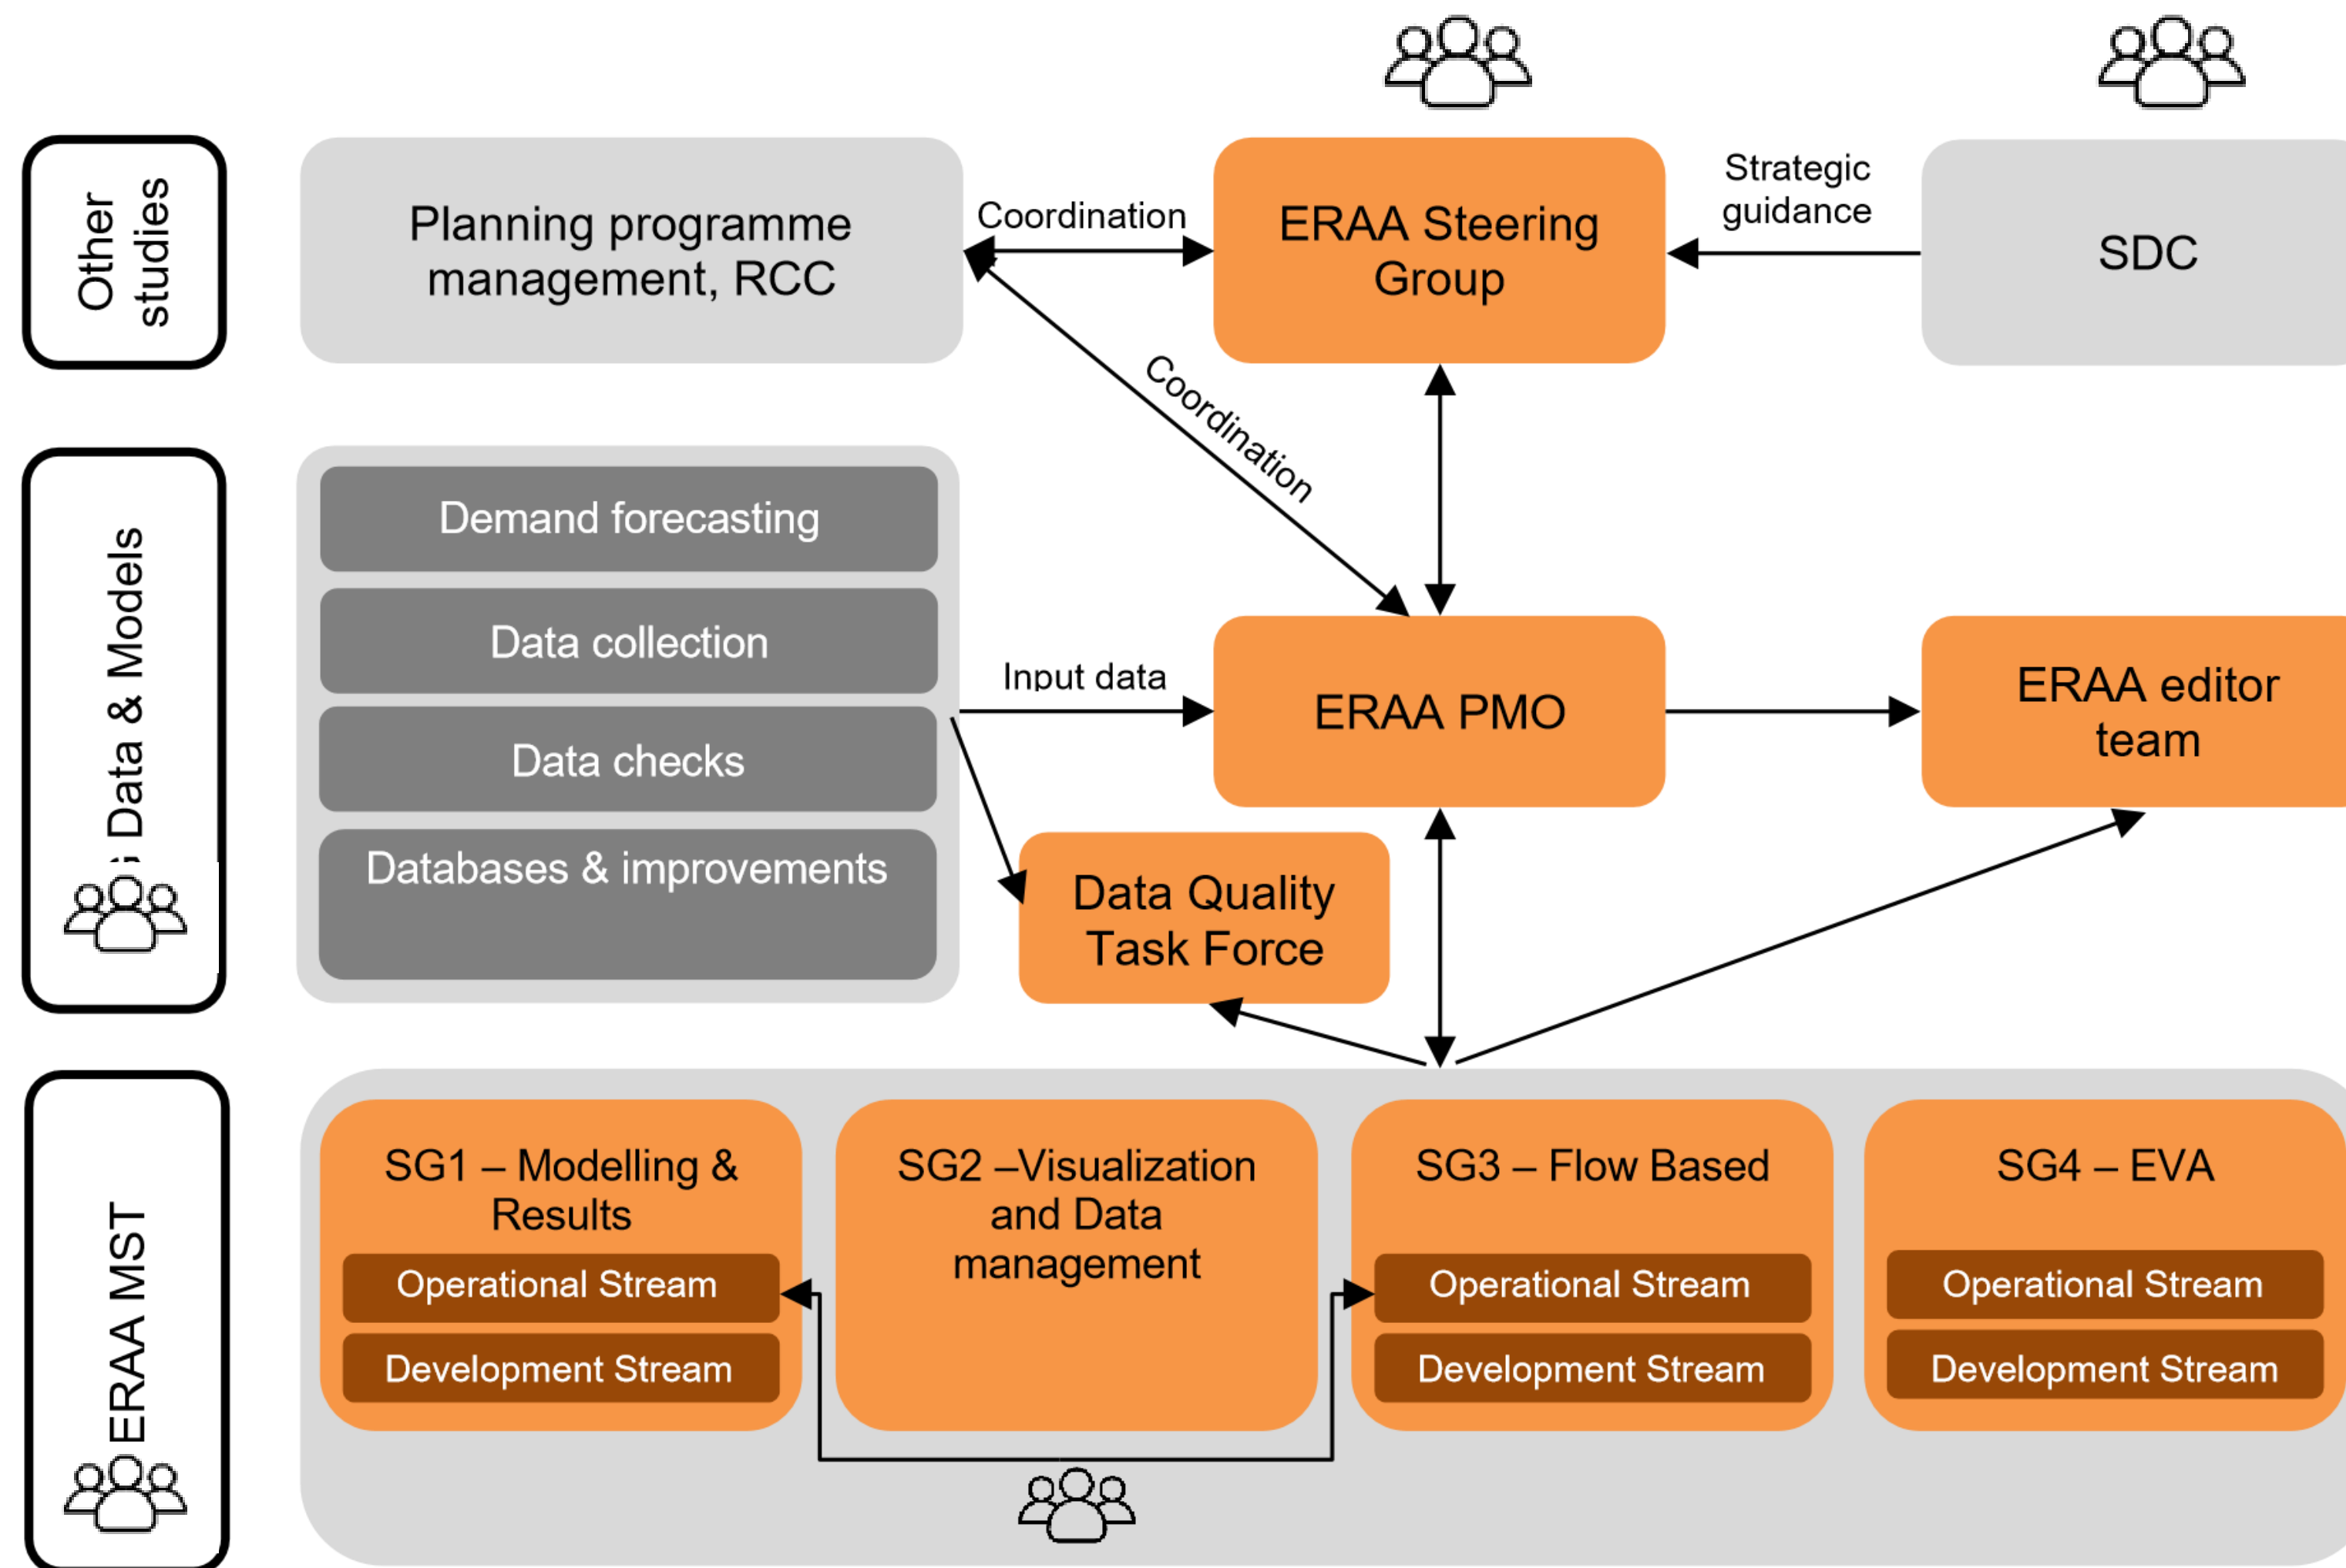 Other
studies
Planning programme
management, RCC
Coordination
ERAA Steering
Group
Strategic
guidance
SDC
Coordination
Data & Models
Demand forecasting
Data collection
Data checks
Databases & improvements
Input data
ERAA PMO
ERAA editor
team
Data Quality
Task Force
ERAA MST
SG1 – Modelling &
Results
Operational Stream
Development Stream
SG2 –Visualization
and Data
management
SG3 – Flow Based
Operational Stream
Development Stream
SG4 – EVA
Operational Stream
Development Stream